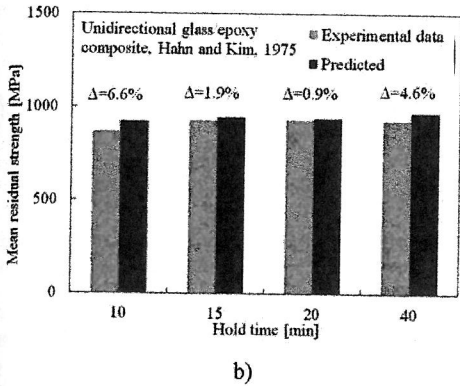 1500
Unidirectional glass epoxy
composite, Hahn and Kim, 1975
Experimental data
Predicted
Δ=6.6%
Δ=1.9%
Δ=0.9%
Δ=4.6%
1000
500
0
Mean residual strength [MPa]
10
15
20
40
Hold time [min]
b)